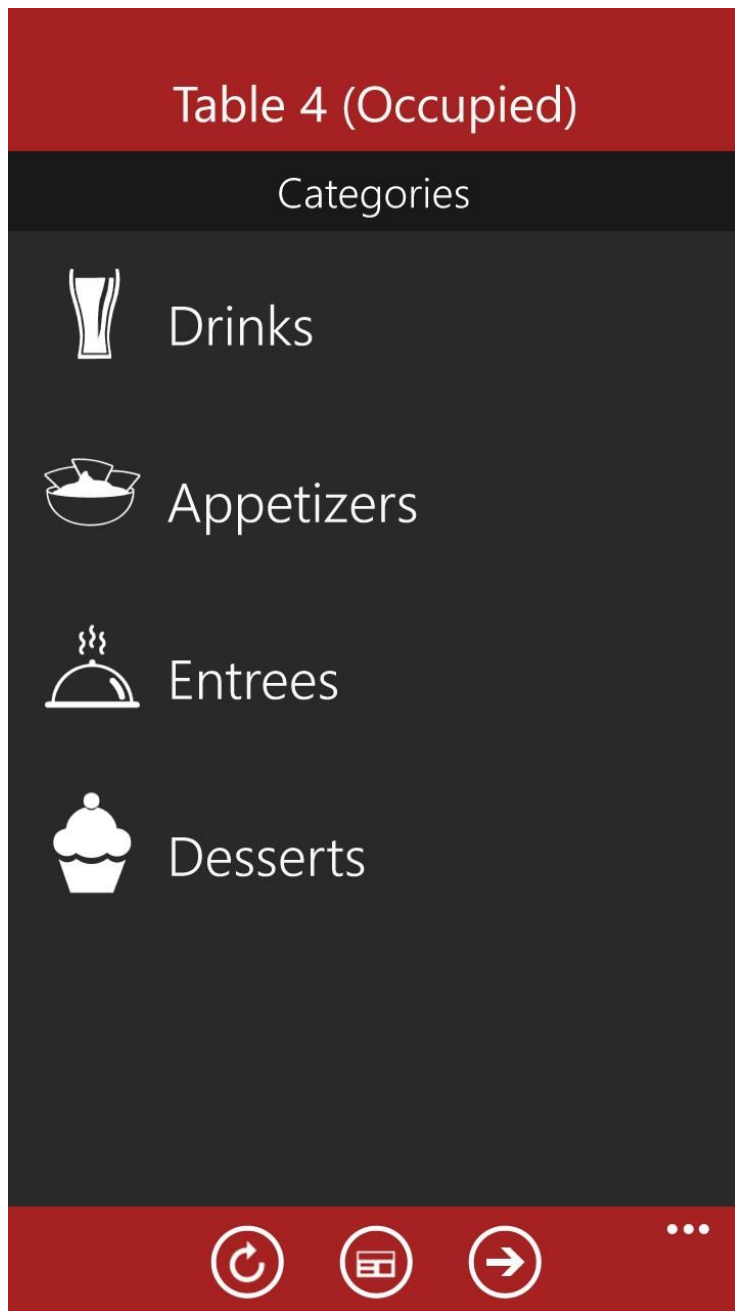 Table 4 (Occupied)
Categories
Drinks
Appetizers
Entrees
Desserts